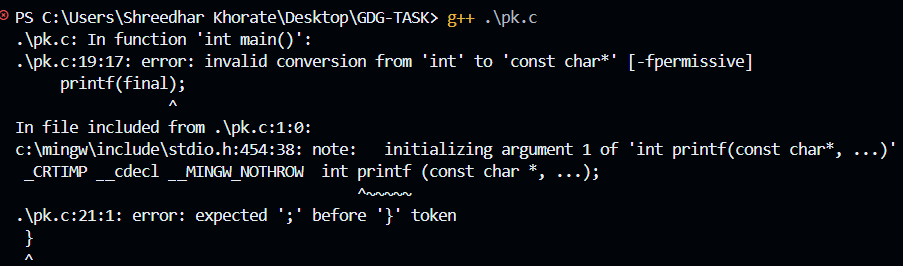 PS C:\Users\Shreedhar Khorate\Desktop\GDG-TASK> g++ .\pk.c
.\pk.c: In function 'int main()':
.\pk.c:19:17: error: invalid conversion from 'int' to 'const char*' [-fpermissive]
     printf(final);
                 ^
In file included from .\pk.c:1:0:
c:\mingw\include\stdio.h:454:38: note:   initializing argument 1 of 'int printf(const char*, ...)'
 _CRTIMP __cdecl __MINGW_NOTHROW  int printf (const char *, ...);
                                      ^~~~~~
.\pk.c:21:1: error: expected ';' before '}' token
 }
 ^